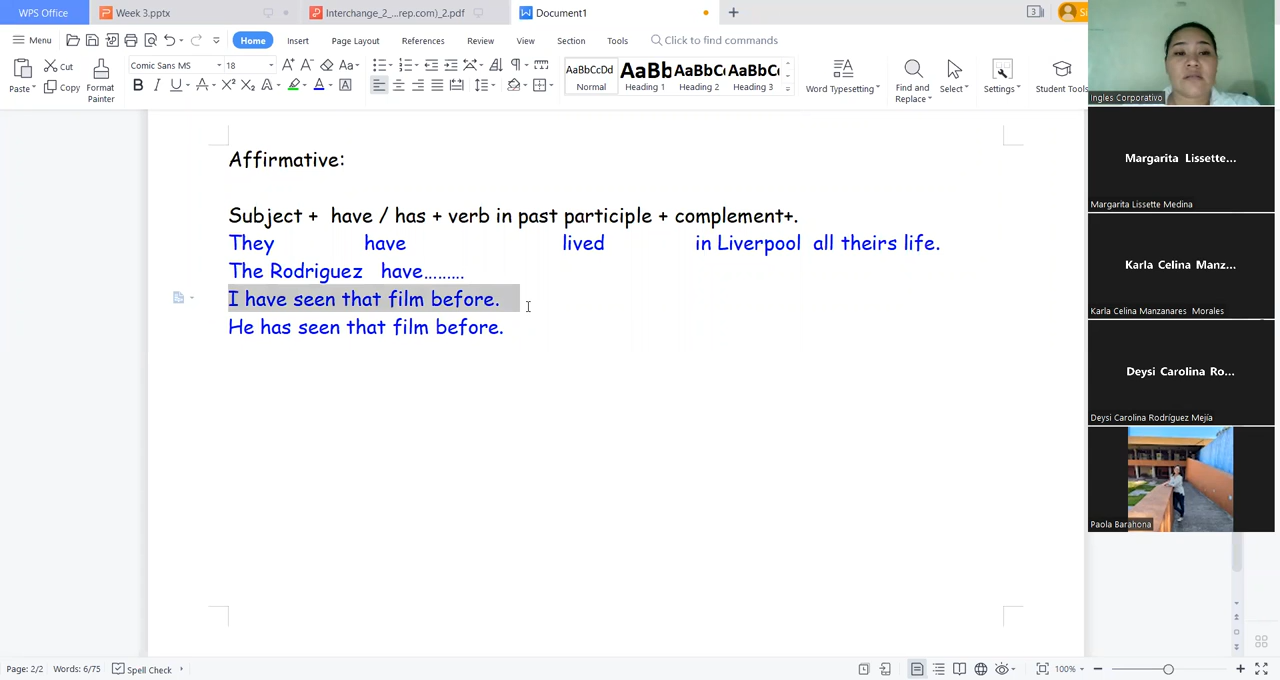 WPS Office
Week 3.pptx
Interchange_2_...rep.com)_2.pdf
Document1
+
3
Menu
Home
Insert
Page Layout
References
Review
View
Section
Tools
Click to find commands
Paste
Cut
Copy
Format Painter
Comic Sans MS
18
AaBbCcDd
Normal
AaBb
Heading 1
AaBbCc
Heading 2
AaBbCc
Heading 3
Word Typesetting
Find and Replace
Select
Settings
Student Tools
Affirmative:
Subject + have / has + verb in past participle + complement+.
They have lived in Liverpool all theirs life.
The Rodriguez have.........
I have seen that film before.
He has seen that film before.
Ingles Corporativo
Margarita Lissette...
Margarita Lissette Medina
Karla Celina Manz...
Karla Celina Manzanares Morales
Deysi Carolina Ro...
Deysi Carolina Rodríguez Mejía
Paola Barahona
Page: 2/2 Words: 6/75 Spell Check
100%